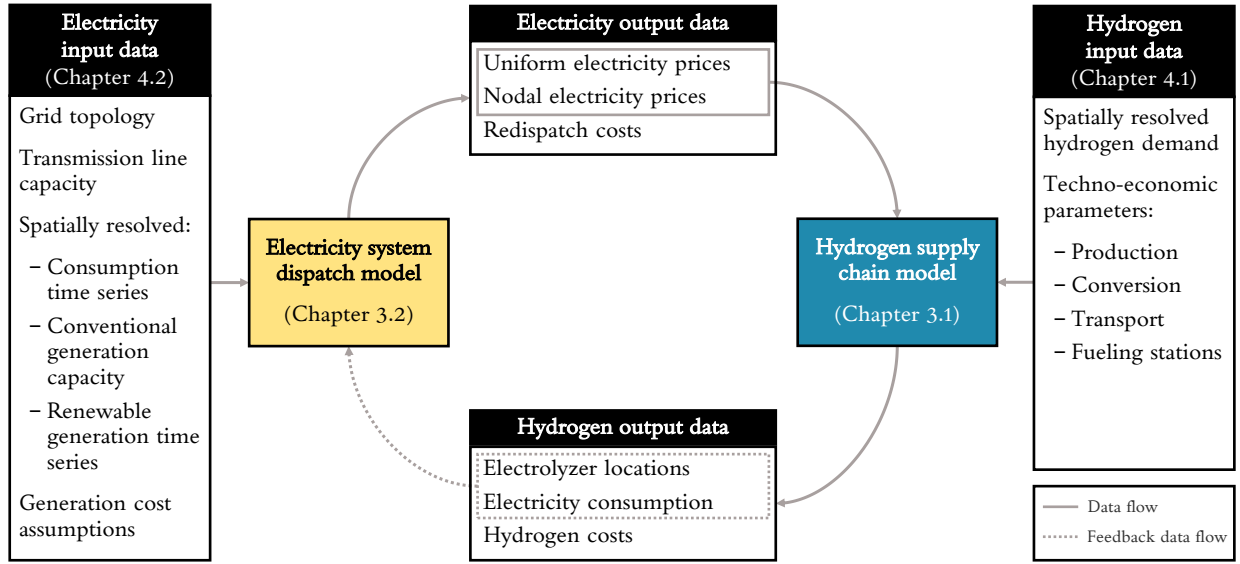 Electricity
input data
(Chapter 4.2)
Grid topology
Transmission line
capacity
Spatially resolved:
– Consumption
time series
– Conventional
generation
capacity
– Renewable
generation time
series
Generation cost
assumptions
Electricity output data
Uniform electricity prices
Nodal electricity prices
Redispatch costs
Electricity system
dispatch model
(Chapter 3.2)
Hydrogen supply
chain model
(Chapter 3.1)
Hydrogen output data
Electrolyzer locations
Electricity consumption
Hydrogen costs
Hydrogen
input data
(Chapter 4.1)
Spatially resolved
hydrogen demand
Techno-economic
parameters:
– Production
– Conversion
– Transport
– Fueling stations
Data flow
Feedback data flow